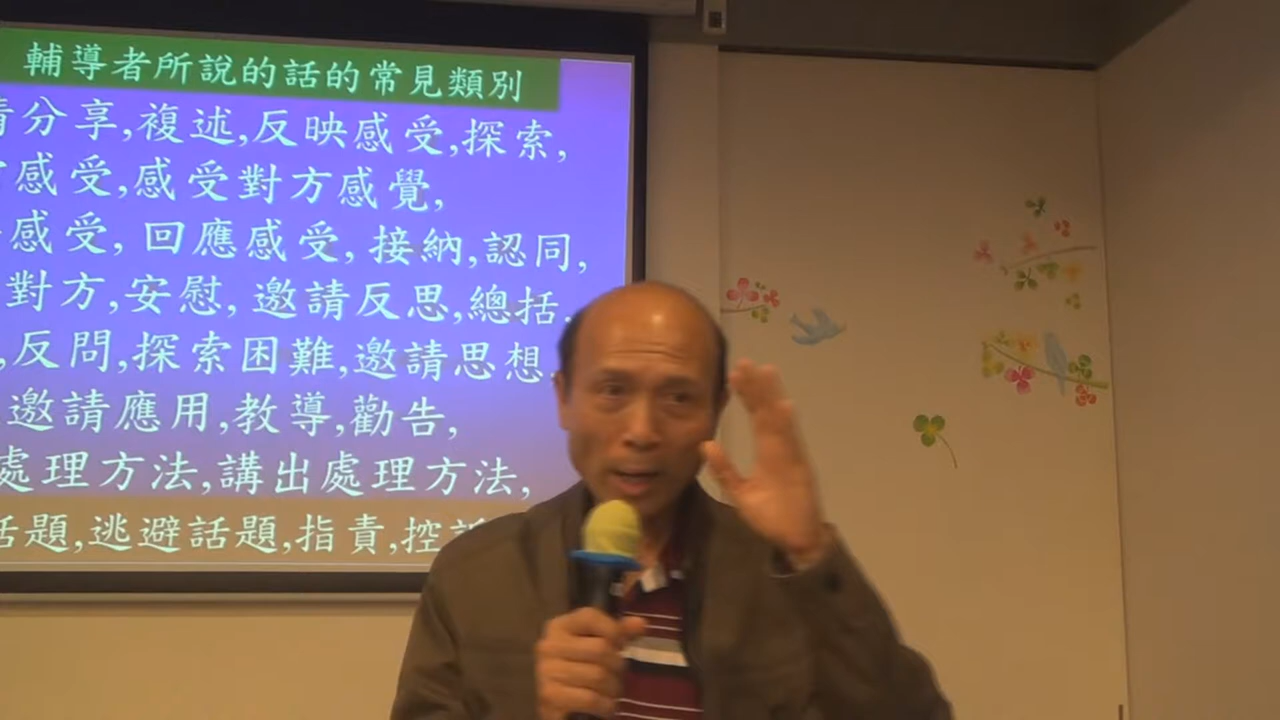 輔導者所說的話的常見類別
分享,複述,反映感受,探索,
感受,感受對方感覺,
感受, 回應感受, 接納,認同,
對方,安慰, 邀請反思,總括.
,反問,探索困難,邀請思想.
邀請應用,教導,勸告,
處理方法,講出處理方法,
話題,逃避話題,指責,控